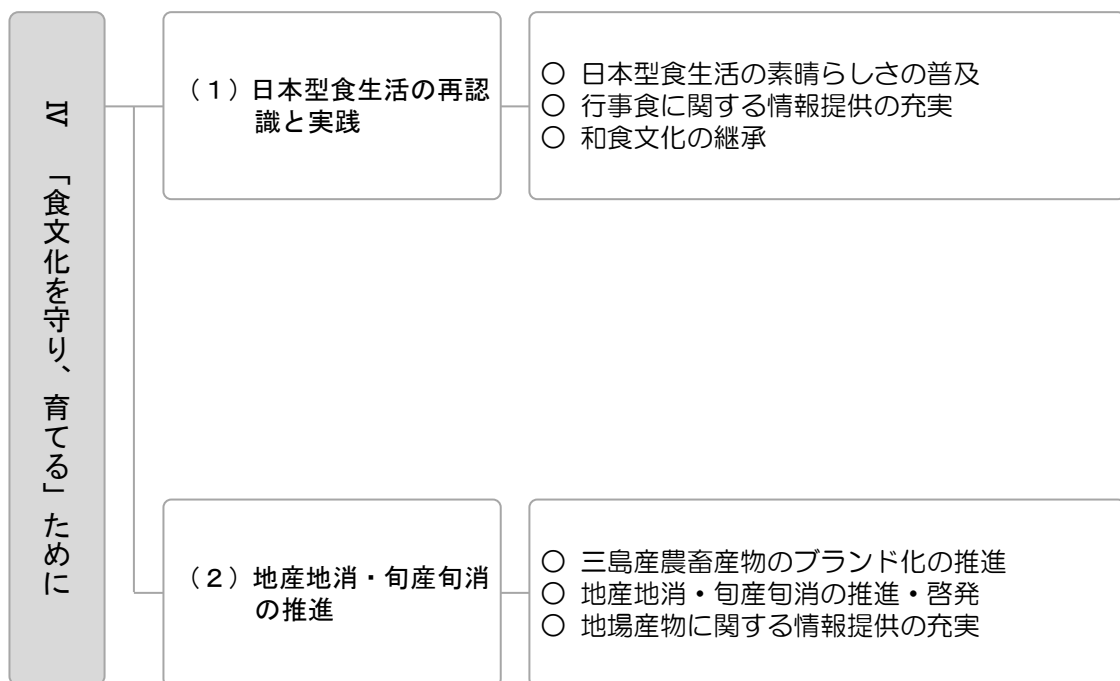 Ⅳ 「食文化を守り、育てる」ために
（１）日本型食生活の再認
識と実践
○ 日本型食生活の素晴らしさの普及
○ 行事食に関する情報提供の充実
○ 和食文化の継承
（２）地産地消・旬産旬消
の推進
○ 三島産農畜産物のブランド化の推進
○ 地産地消・旬産旬消の推進・啓発
○ 地場産物に関する情報提供の充実